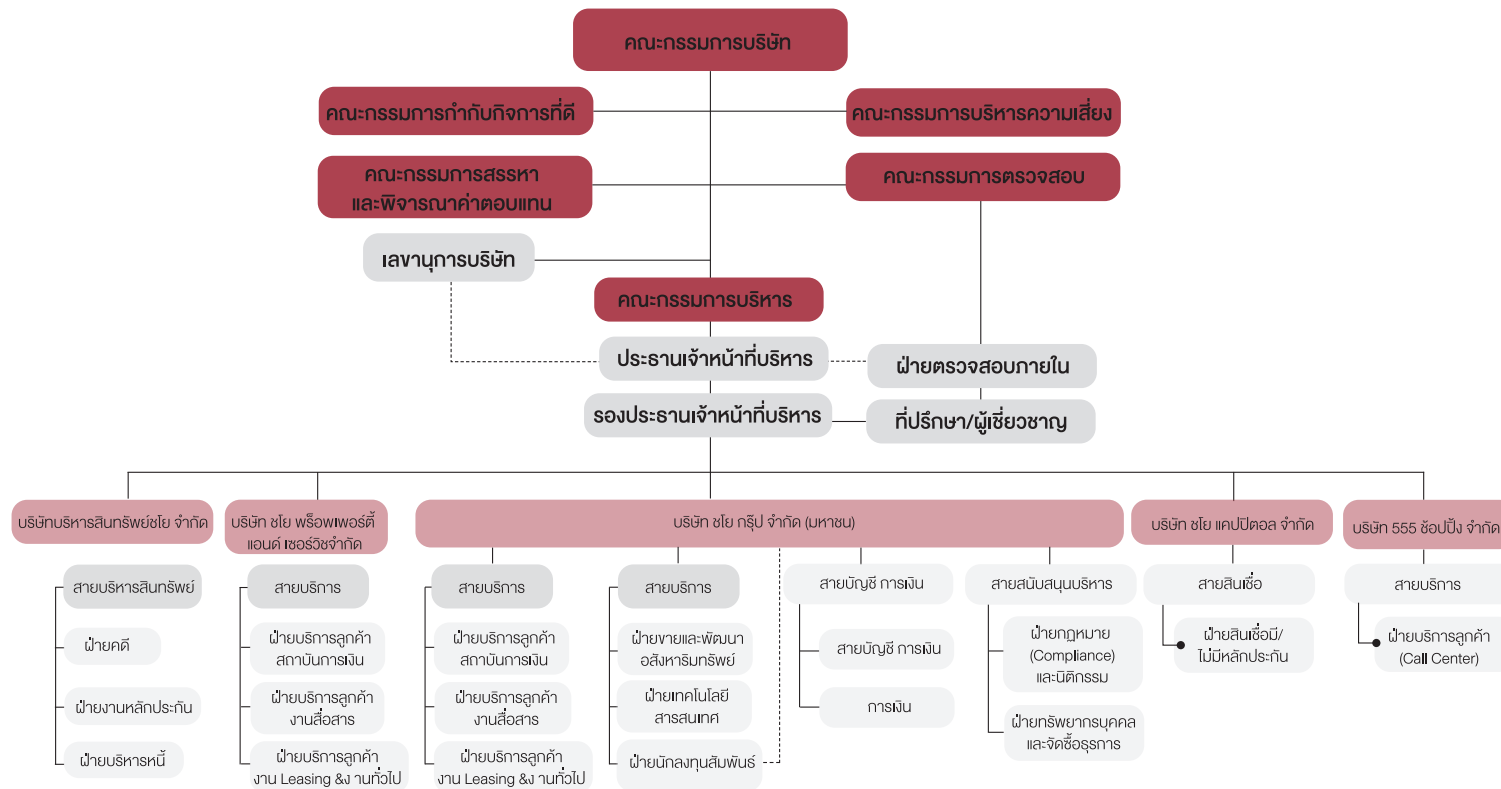 คณะกรรมการบริษัท
คณะกรรมการกำกับกิจการที่ดี
คณะกรรมการบริหารความเสี่ยง
คณะกรรมการสรรหา
และพิจารณาค่าตอบแทน
คณะกรรมการตรวจสอบ
เลขานุการบริษัท
คณะกรรมการบริหาร
ประธานเจ้าหน้าที่บริหาร
ฝ่ายตรวจสอบภายใน
รองประธานเจ้าหน้าที่บริหาร
ที่ปรึกษา/ผู้เชี่ยวชาญ
บริษัทบริหารสินทรัพย์ชโย จำกัด
สายบริหารสินทรัพย์
ฝ่ายคดี
ฝ่ายงานหลักประกัน
ฝ่ายบริหารหนี้
บริษัท ชโย พร็อพเพอร์ตี้
แอนด์ เซอร์วิชจำกัด
สายบริการ
ฝ่ายบริการลูกค้า
สถาบันการเงิน
ฝ่ายบริการลูกค้า
งานสื่อสาร
ฝ่ายบริการลูกค้า
งาน Leasing &ง านทั่วไป
บริษัท ชโย กรุ๊ป จำกัด (มหาชน)
สายบริการ
ฝ่ายบริการลูกค้า
สถาบันการเงิน
ฝ่ายบริการลูกค้า
งานสื่อสาร
ฝ่ายบริการลูกค้า
งาน Leasing &ง านทั่วไป
สายบริการ
ฝ่ายขายและพัฒนา
อสังหาริมทรัพย์
ฝ่ายเทคโนโลยี
สารสนเทศ
ฝ่ายนักลงทุนสัมพันธ์
สายบัญชี การเงิน
สายบัญชี การเงิน
การเงิน
สายสนับสนุนบริหาร
ฝ่ายกฎหมาย
(Compliance)
และนิติกรรม
ฝ่ายทรัพยากรบุคคล
และจัดซื้อธุรการ
บริษัท ชโย แคปปิตอล จำกัด
สายสินเชื่อ
ฝ่ายสินเชื่อมี/
ไม่มีหลักประกัน
บริษัท 555 ช้อปปิ้ง จำกัด
สายบริการ
ฝ่ายบริการลูกค้า
(Call Center)